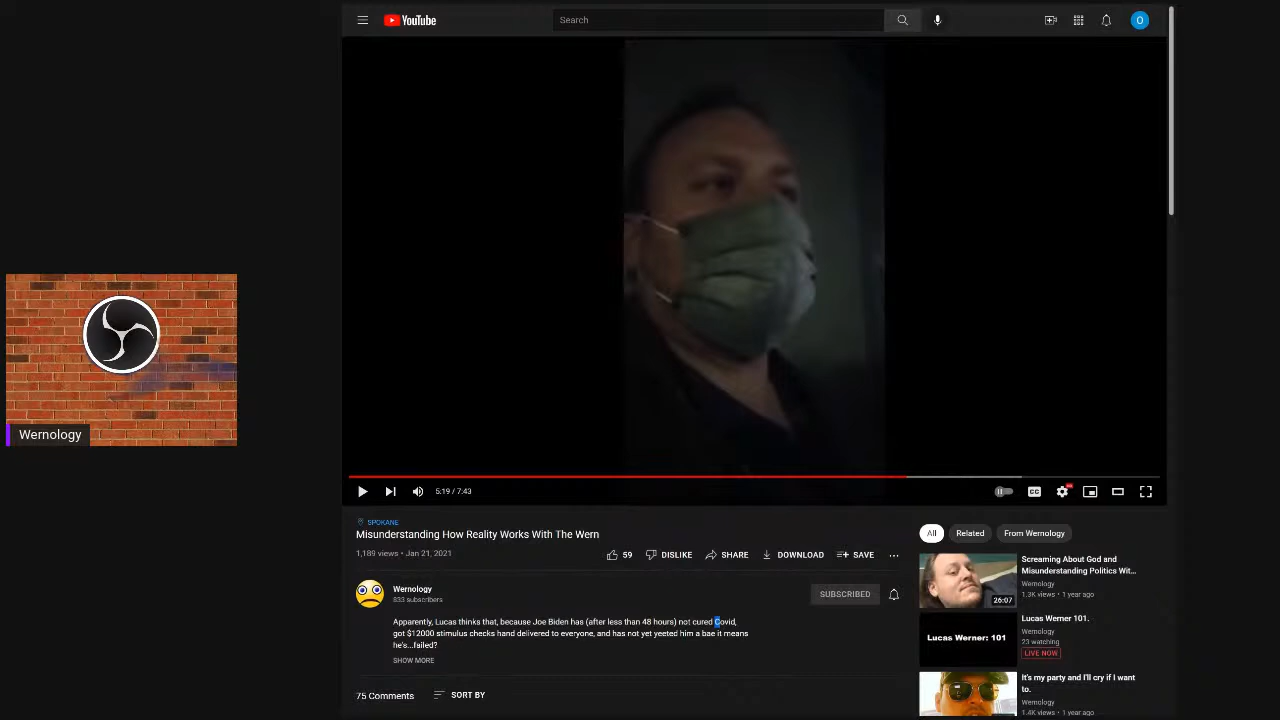 YouTube
Search
O
Wernology
5:19 / 7:43
CC
SPOKANE
Misunderstanding How Reality Works With The Wern
1,189 views • Jan 21, 2021
59
DISLIKE
SHARE
DOWNLOAD
SAVE
Wernology
833 subscribers
SUBSCRIBED
Apparently, Lucas thinks that, because Joe Biden has (after less than 48 hours) not cured Covid,
got $12000 stimulus checks hand delivered to everyone, and has not yet yeeted him a bae it means
he's...failed?
SHOW MORE
75 Comments
SORT BY
All
Related
From Wernology
26:07
Screaming About God and
Misunderstanding Politics Wit...
Wernology
1.3K views • 1 year ago
Lucas Werner: 101
Lucas Werner 101.
Wernology
23 watching
LIVE NOW
It's my party and I'll cry if I want
to.
Wernology
1.4K views • 1 year ago